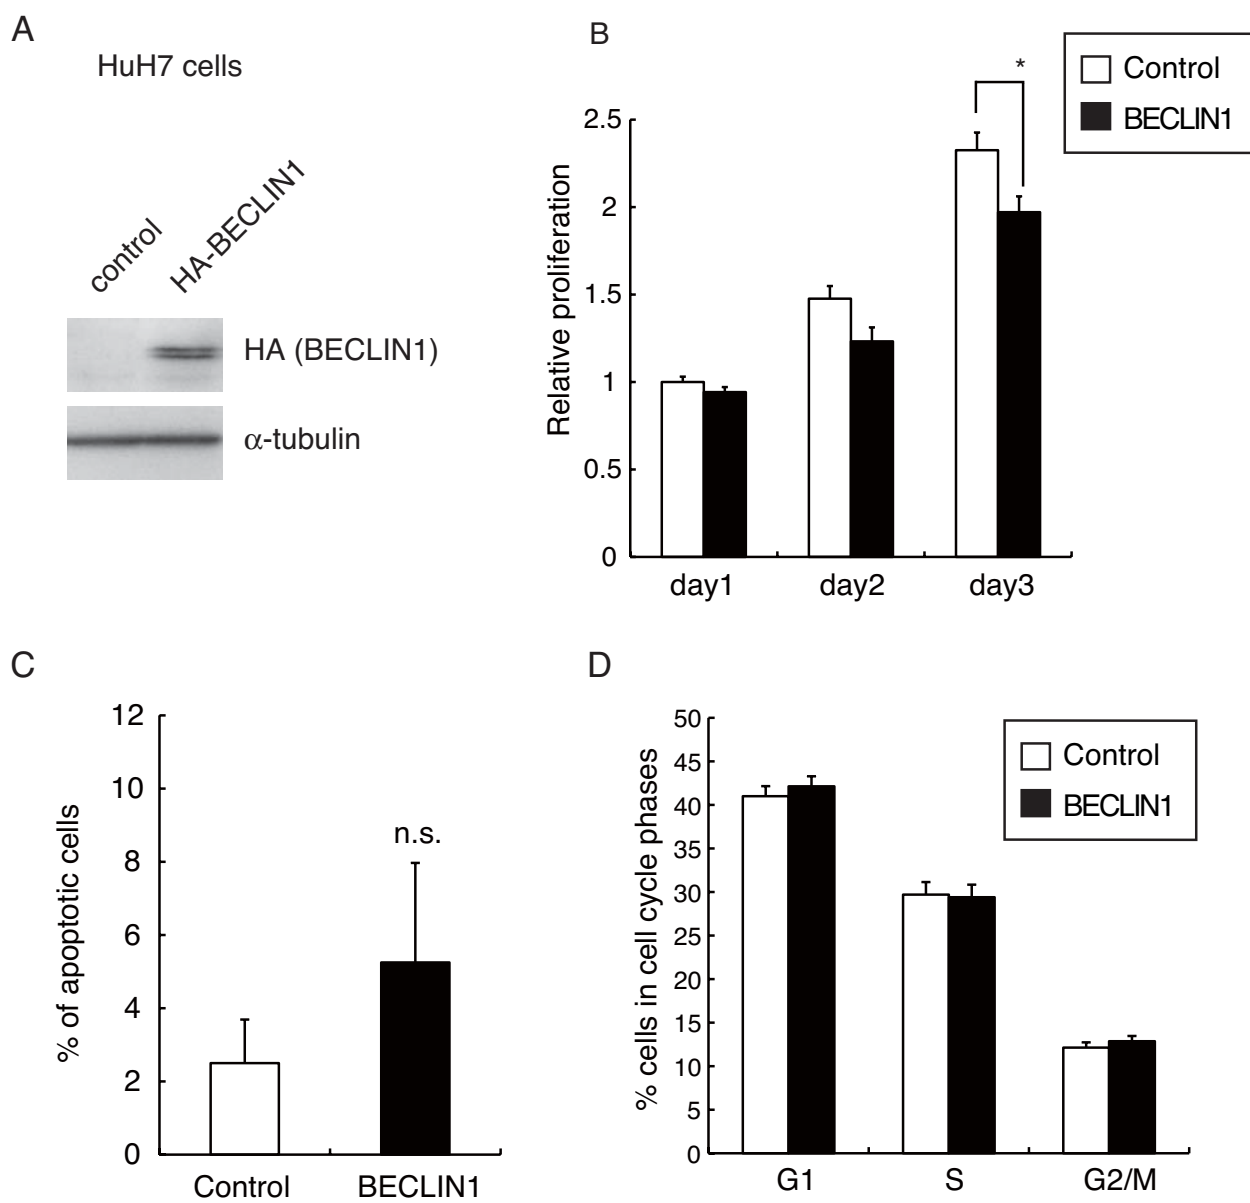 A
HuH7 cells
control
HA-BECLIN1
HA (BECLIN1)
α-tubulin
B
Control
BECLIN1
*
Relative proliferation
2.5
2
1.5
1
0.5
0
day1 day2 day3
C
% of apoptotic cells
12
10
8
6
4
2
0
n.s.
Control BECLIN1
D
Control
BECLIN1
% cells in cell cycle phases
50
45
40
35
30
25
20
15
10
5
0
G1 S G2/M